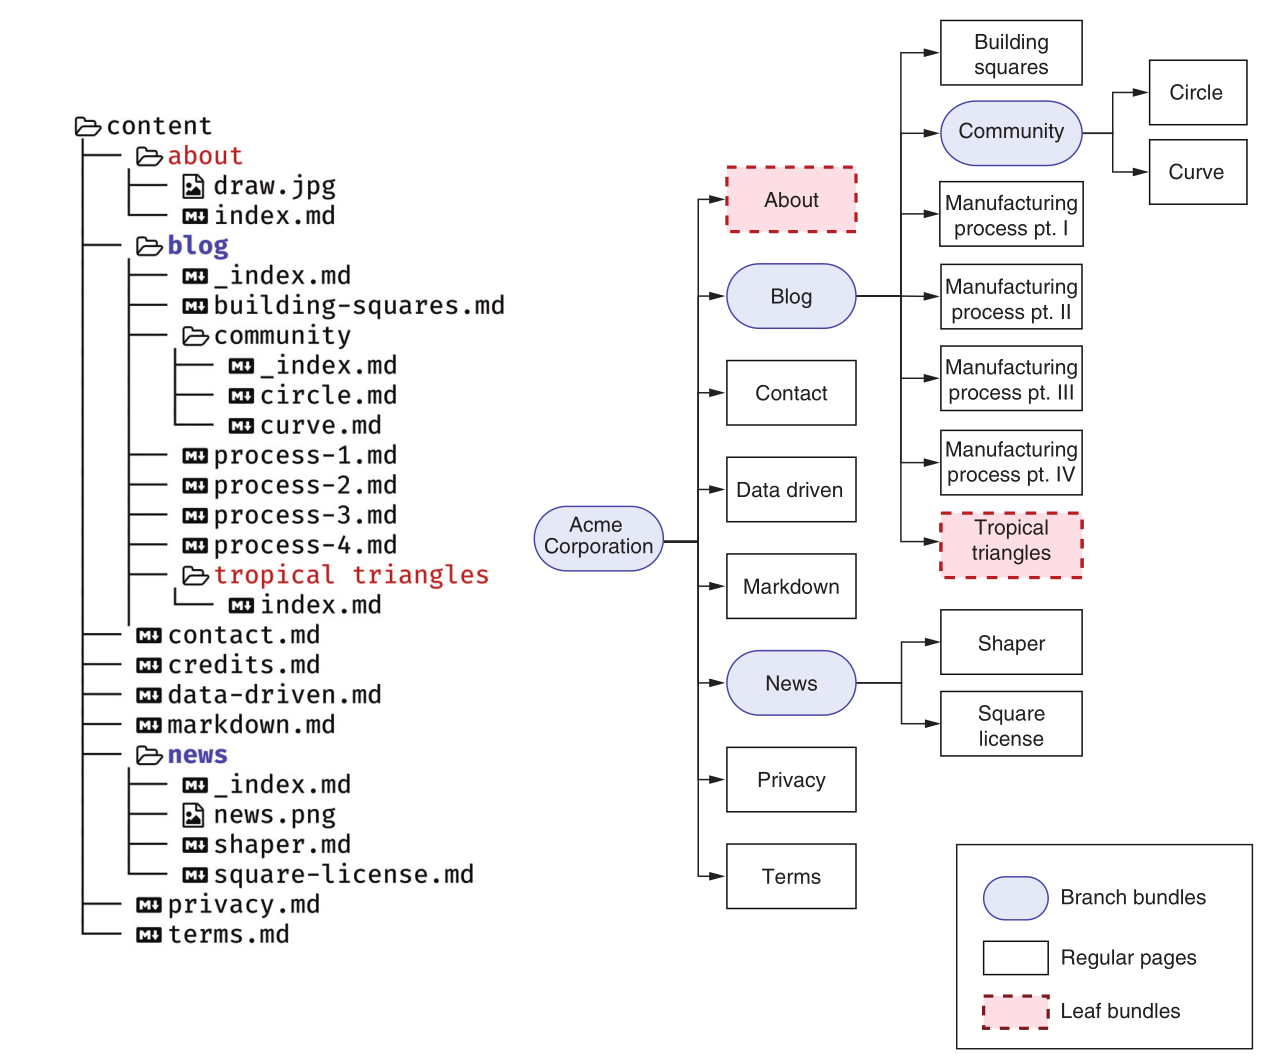 content
about
draw.jpg
index.md
blog
_index.md
building-squares.md
community
_index.md
circle.md
curve.md
process-1.md
process-2.md
process-3.md
process-4.md
tropical triangles
index.md
contact.md
credits.md
data-driven.md
markdown.md
news
_index.md
news.png
shaper.md
square-license.md
privacy.md
terms.md
Acme
Corporation
About
Blog
Contact
Data driven
Markdown
News
Privacy
Terms
Building
squares
Community
Manufacturing
process pt. I
Manufacturing
process pt. II
Manufacturing
process pt. III
Manufacturing
process pt. IV
Tropical
triangles
Shaper
Square
license
Circle
Curve
Branch bundles
Regular pages
Leaf bundles